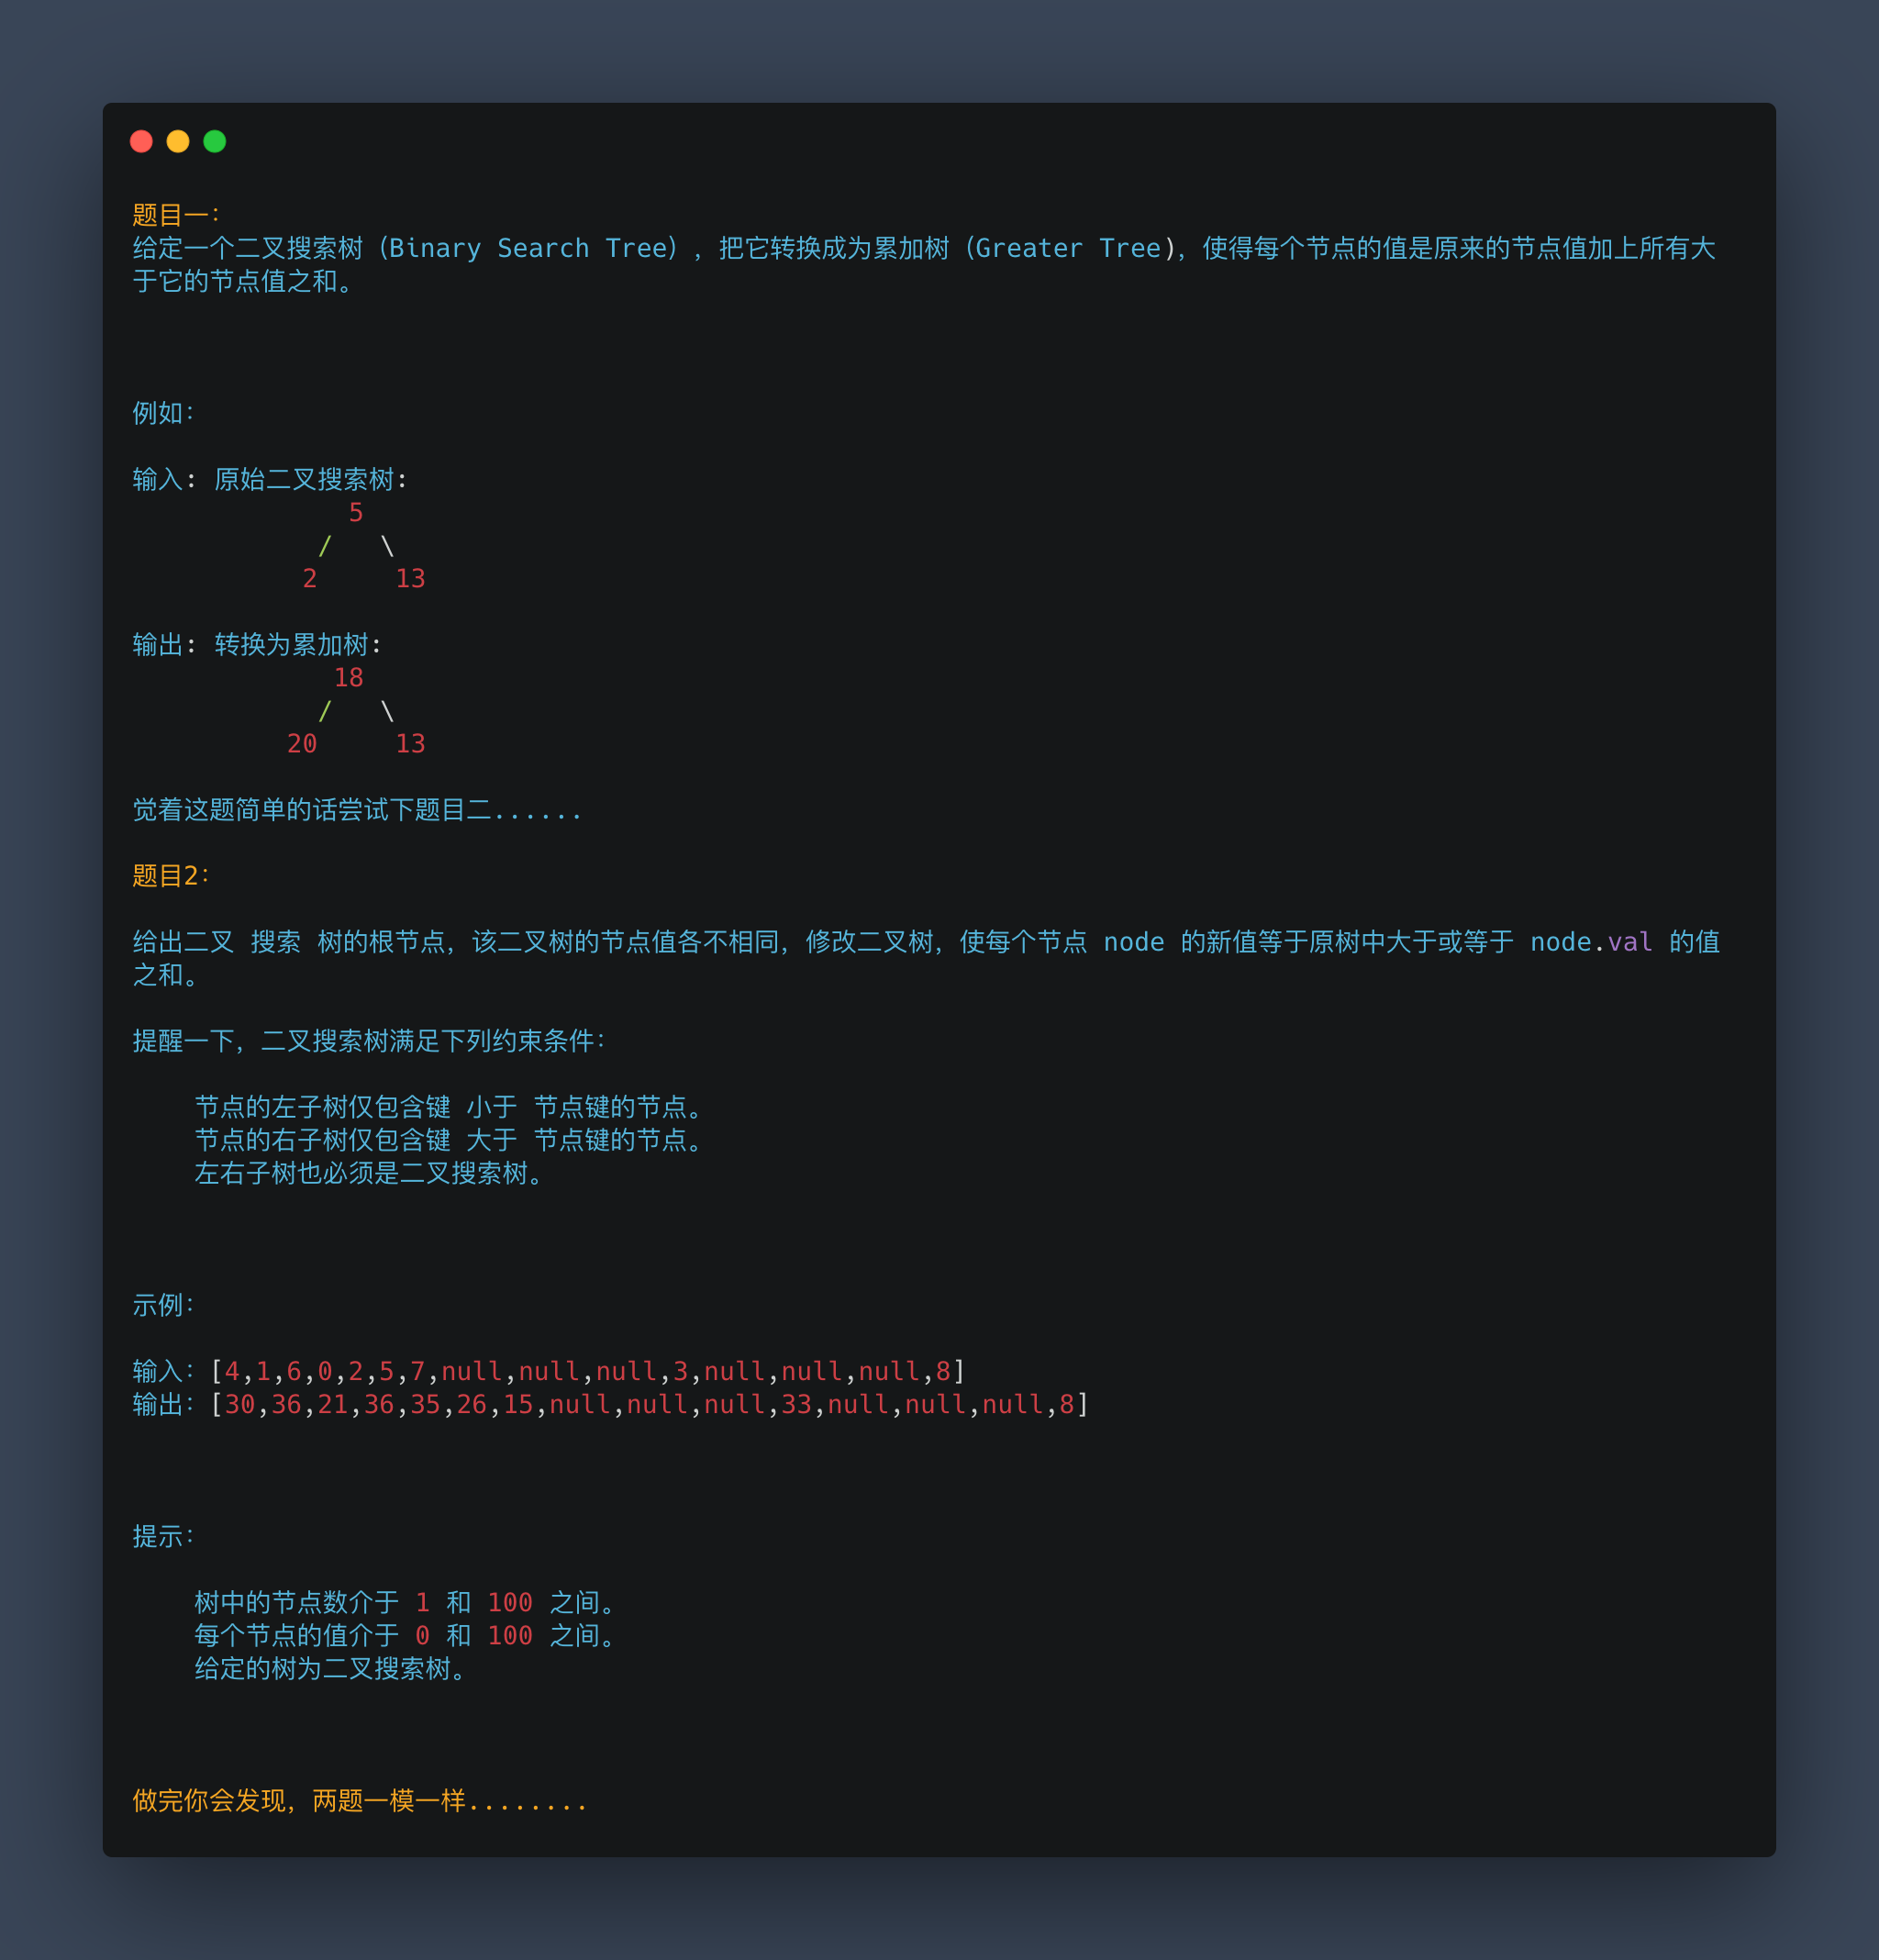 题目一：
给定一个二叉搜索树（Binary Search Tree），把它转换成为累加树（Greater Tree)，使得每个节点的值是原来的节点值加上所有大
于它的节点值之和。
例如：
输入: 原始二叉搜索树:
5
/ \
2 13
输出: 转换为累加树:
18
/ \
20 13
觉着这题简单的话尝试下题目二......
题目2：
给出二叉 搜索 树的根节点，该二叉树的节点值各不相同，修改二叉树，使每个节点 node 的新值等于原树中大于或等于 node.val 的值
之和。
提醒一下，二叉搜索树满足下列约束条件：
节点的左子树仅包含键 小于 节点键的节点。
节点的右子树仅包含键 大于 节点键的节点。
左右子树也必须是二叉搜索树。
示例：
输入：[4,1,6,0,2,5,7,null,null,null,3,null,null,null,8]
输出：[30,36,21,36,35,26,15,null,null,null,33,null,null,null,8]
提示：
树中的节点数介于 1 和 100 之间。
每个节点的值介于 0 和 100 之间。
给定的树为二叉搜索树。
做完你会发现，两题一模一样........